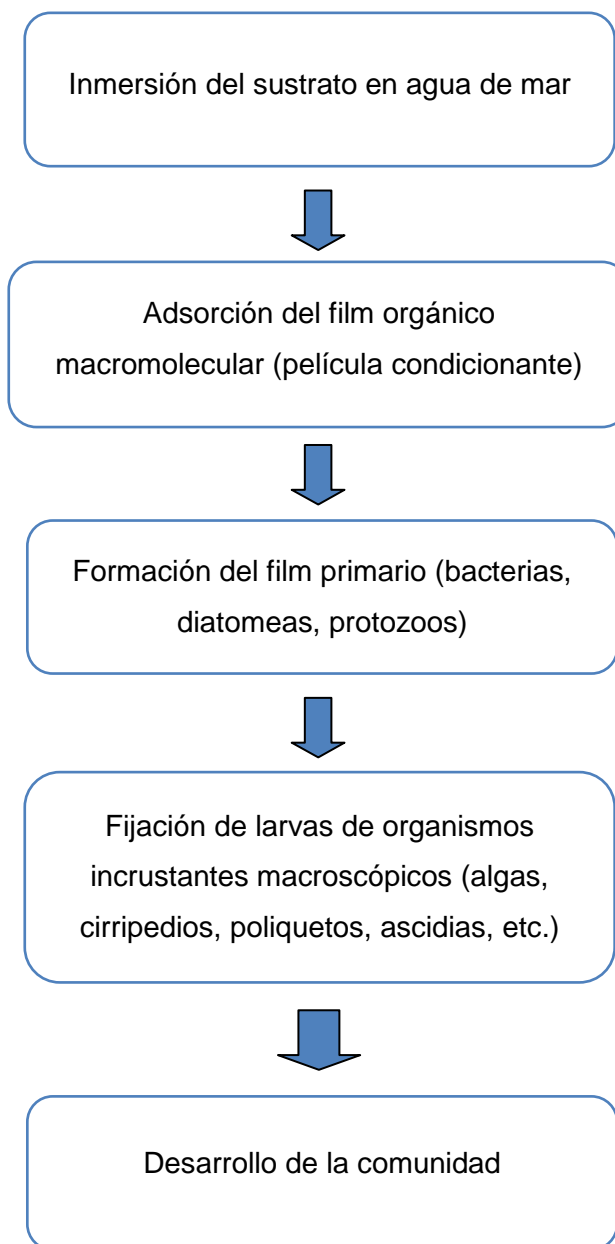 Inmersión del sustrato en agua de mar
Adsorción del film orgánico
macromolecular (película condicionante)
Formación del film primario (bacterias,
diatomeas, protozoos)
Fijación de larvas de organismos
incrustantes macroscópicos (algas,
cirripedios, poliquetos, ascidias, etc.)
Desarrollo de la comunidad